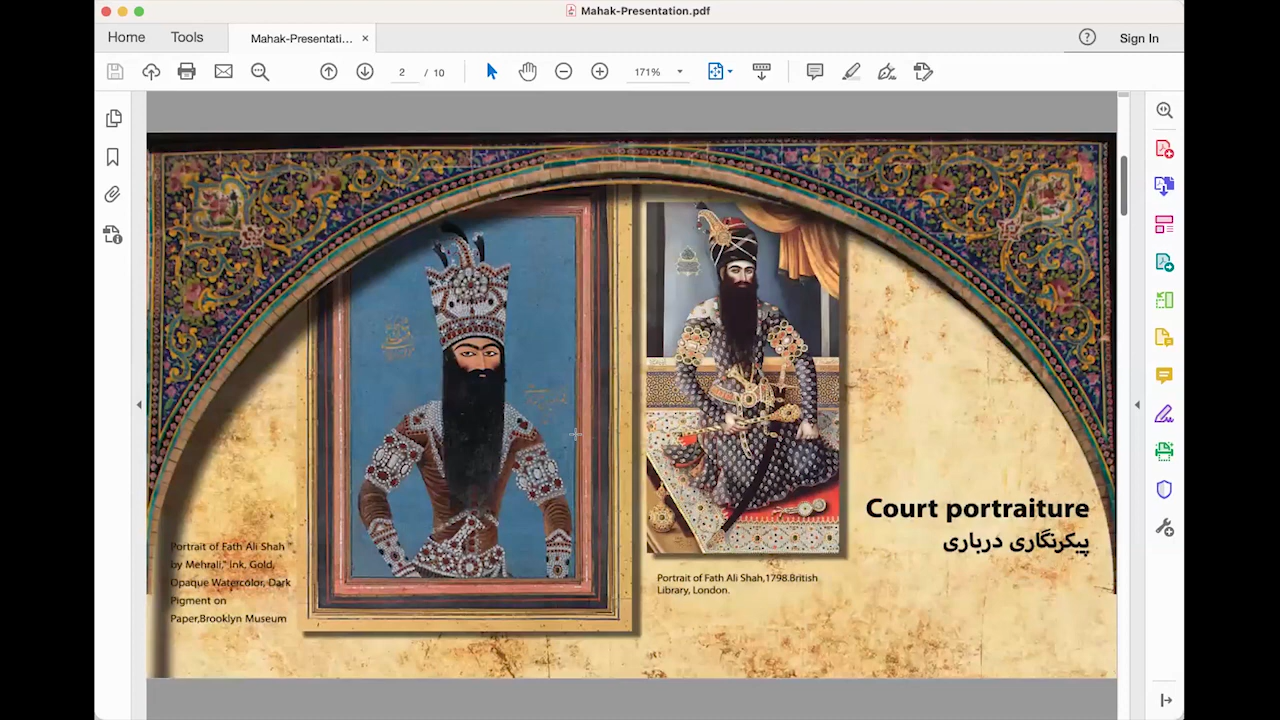 Mahak-Presentation.pdf
Home
Tools
Mahak-Presentati... ×
? Sign In
2 / 10
171%
Court portraiture
پیکرنگاری درباری
Portrait of Fath Ali Shah "
by Mehrali," Ink, Gold,
Opaque Watercolor, Dark
Pigment on
Paper,Brooklyn Museum
Portrait of Fath Ali Shah,1798.British
Library, London.